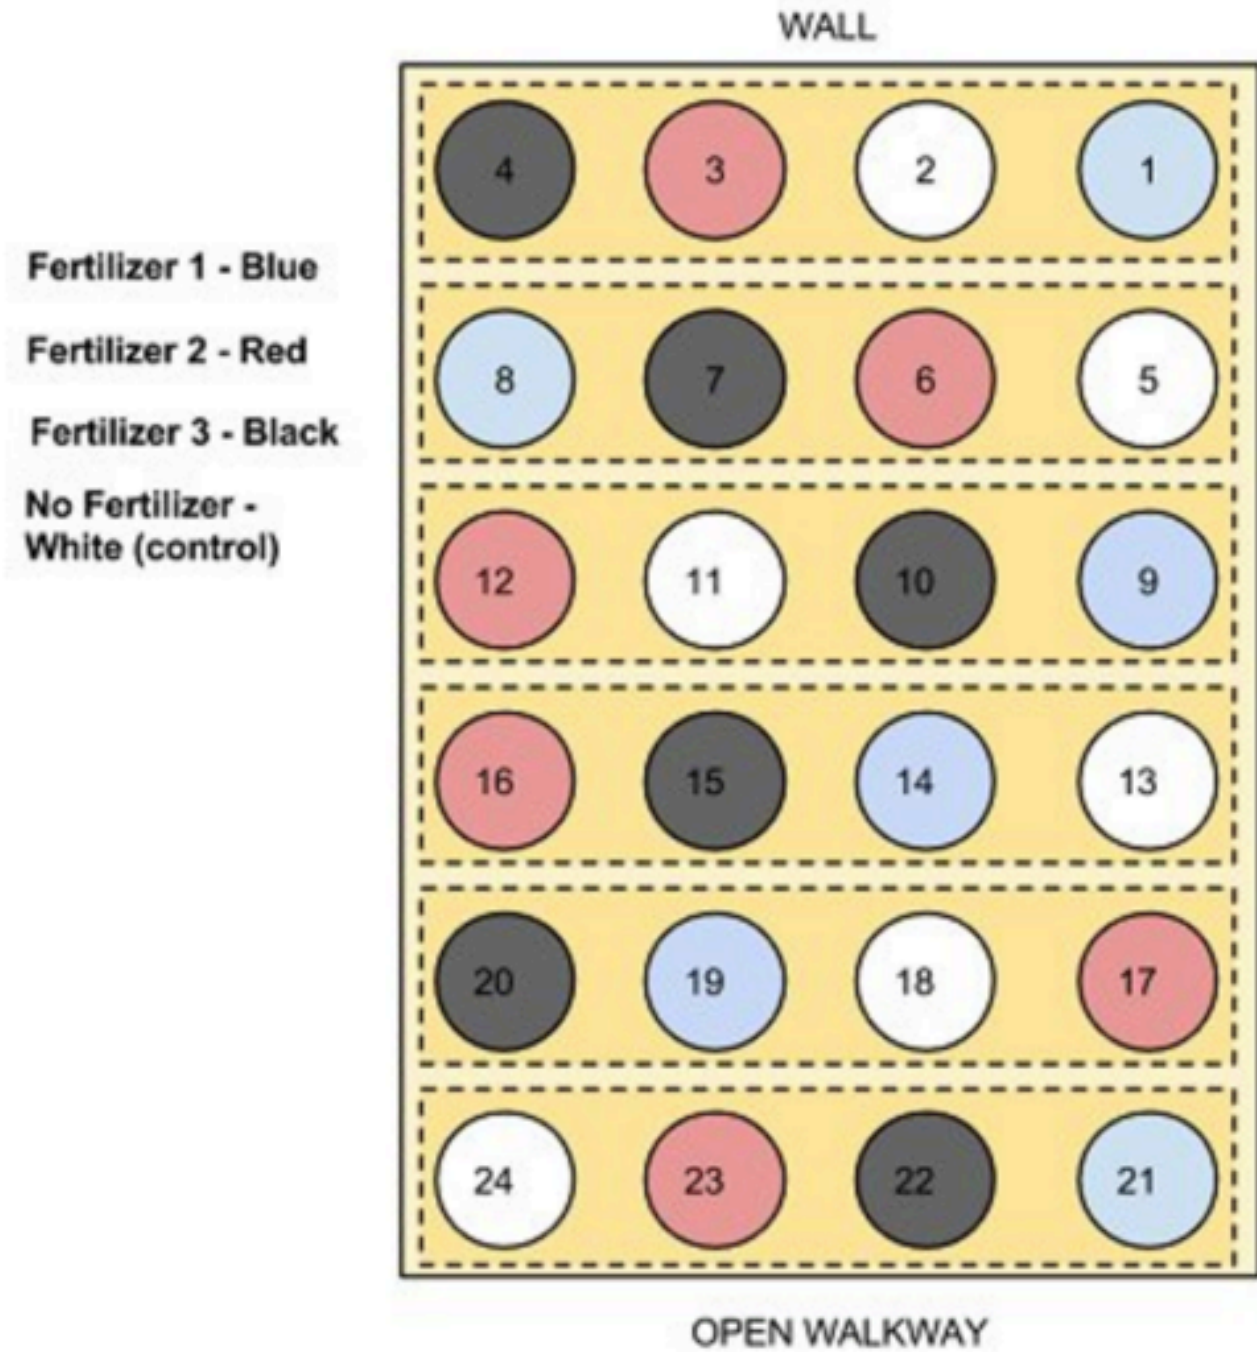 WALL
4 3 2 1
Fertilizer 1 - Blue
Fertilizer 2 - Red
8 7 6 5
Fertilizer 3 - Black
No Fertilizer -
White (control)
12 11 10 9
16 15 14 13
20 19 18 17
24 23 22 21
OPEN WALKWAY